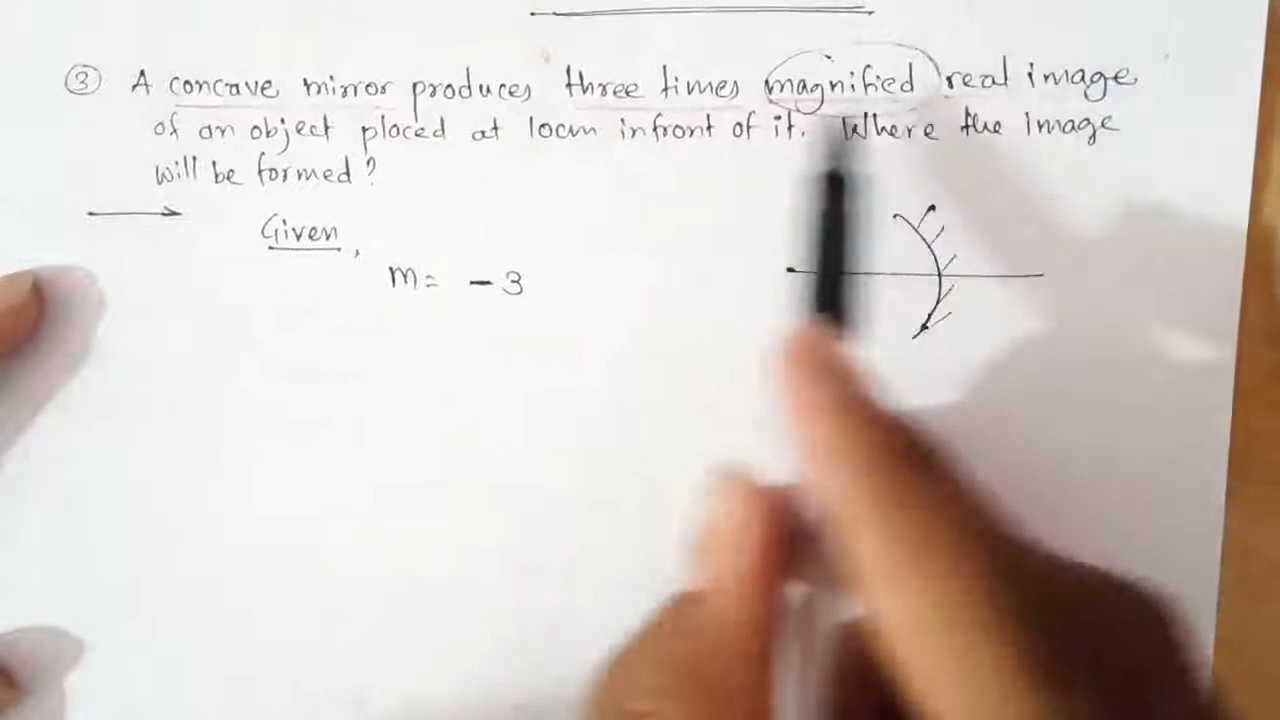 ③ A concave mirror produces three times magnified real image
of an object placed at 10cm infront of it. Where the image
will be formed?
Given,
m = -3